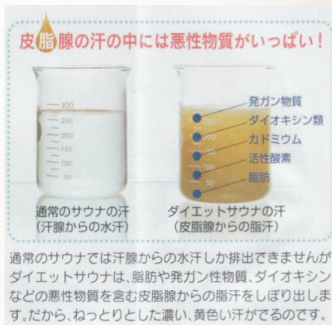 皮脂腺の汗の中には悪性物質がいっぱい！
300
250
200
150
100
50
発ガン物質
ダイオキシン類
カドミウム
活性酸素
脂肪
50
通常のサウナの汗
（汗腺からの水汗）
ダイエットサウナの汗
（皮脂腺からの脂汗）
通常のサウナでは汗腺からの水汗しか排出できませんが
ダイエットサウナは、脂肪や発ガン性物質、ダイオキシン
などの悪性物質を含む皮脂腺からの脂汗をしぼり出しま
す。だから、ねっとりとした濃い、黄色い汗がでるのです。